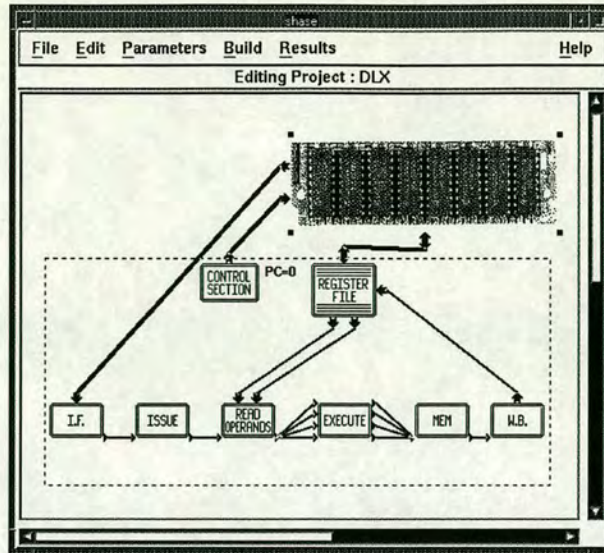 shase
File Edit Parameters Build Results Help
Editing Project : DLX
CONTROL
SECTION
PC=0
REGISTER
FILE
I.F.
ISSUE
READ
OPERANDS
EXECUTE
MEM
W.B.